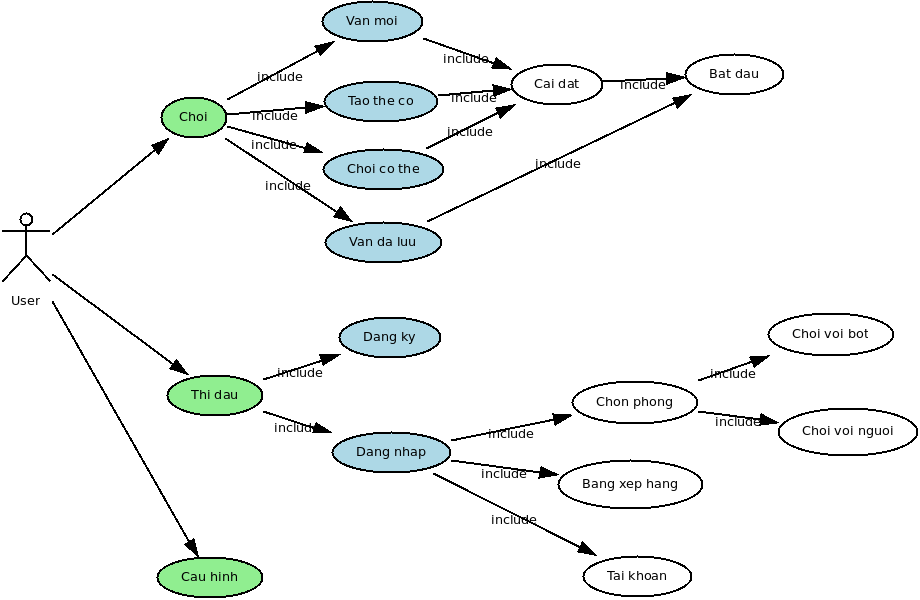 Van moi
include
Cai dat
include
Bat dau
include
Tao the co
include
Choi
include
include
Choi co the
include
include
include
Van da luu
User
Dang ky
include
Thi dau
include
Dang nhap
include
Chon phong
include
Choi voi bot
include
Choi voi nguoi
include
Bang xep hang
include
Tai khoan
Cau hinh